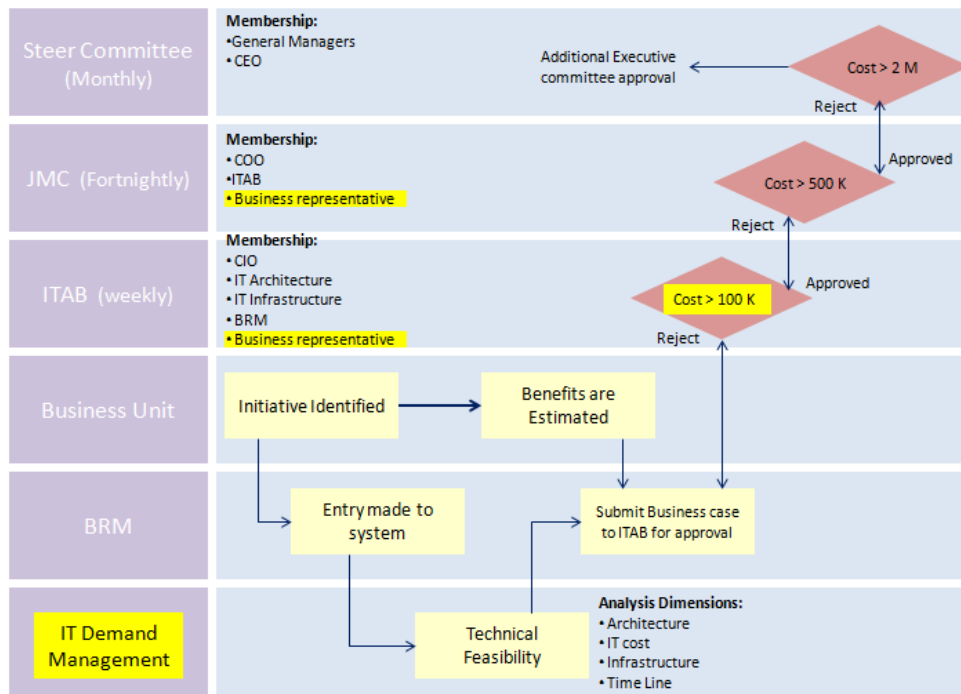 Steer Committee
(Monthly)
Membership:
•General Managers
•CEO
Additional Executive
committee approval
Cost > 2 M
Reject
JMC (Fortnightly)
Membership:
• COO
•ITAB
• Business representative
Approved
Cost > 500 K
Reject
ITAB (weekly)
Membership:
• CIO
• IT Architecture
• IT Infrastructure
• BRM
• Business representative
Approved
Cost > 100 K
Reject
Business Unit
Initiative Identified
Benefits are
Estimated
BRM
Entry made to
system
Submit Business case
to ITAB for approval
IT Demand
Management
Technical
Feasibility
Analysis Dimensions:
• Architecture
• IT cost
• Infrastructure
• Time Line